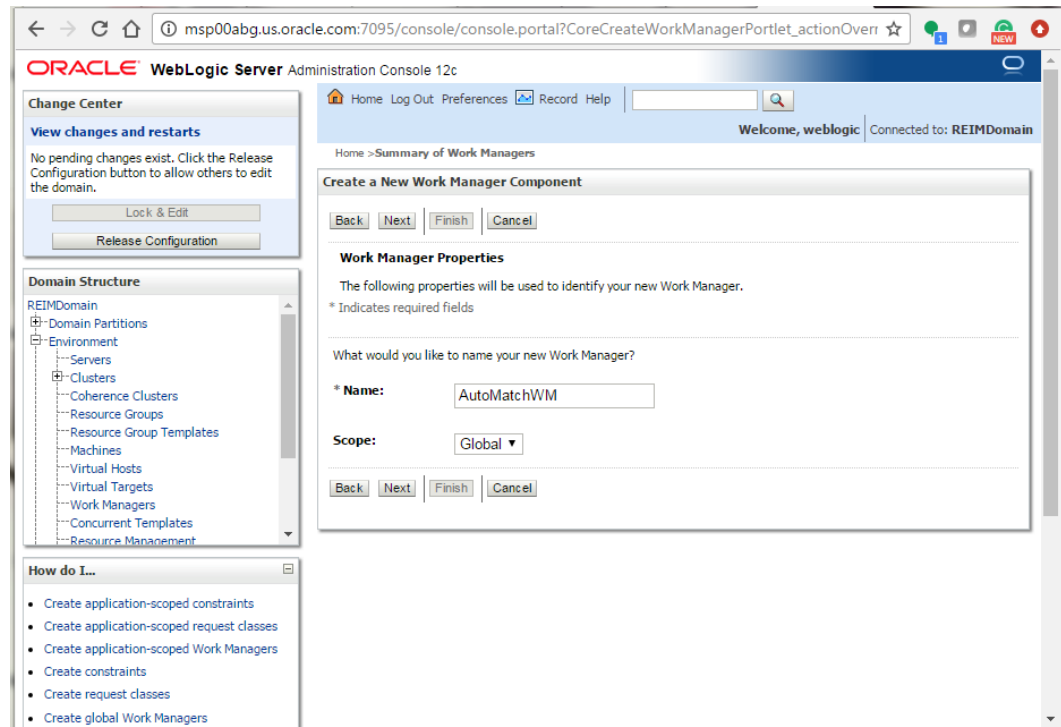 msp00abg.us.oracle.com:7095/console/console.portal?CoreCreateWorkManagerPortlet_actionOverr
1
NEW
ORACLE WebLogic Server Administration Console 12c
Change Center
View changes and restarts
No pending changes exist. Click the Release
Configuration button to allow others to edit
the domain.
Lock & Edit
Release Configuration
Domain Structure
REIMDomain
Domain Partitions
Environment
Servers
Clusters
Coherence Clusters
Resource Groups
Resource Group Templates
Machines
Virtual Hosts
Virtual Targets
Work Managers
Concurrent Templates
Resource Management
How do I...
Create application-scoped constraints
Create application-scoped request classes
Create application-scoped Work Managers
Create constraints
Create request classes
Create global Work Managers
Home Log Out Preferences Record Help
Welcome, weblogic Connected to: REIMDomain
Home >Summary of Work Managers
Create a New Work Manager Component
Back Next Finish Cancel
Work Manager Properties
The following properties will be used to identify your new Work Manager.
* Indicates required fields
What would you like to name your new Work Manager?
* Name: AutoMatchWM
Scope: Global
Back Next Finish Cancel